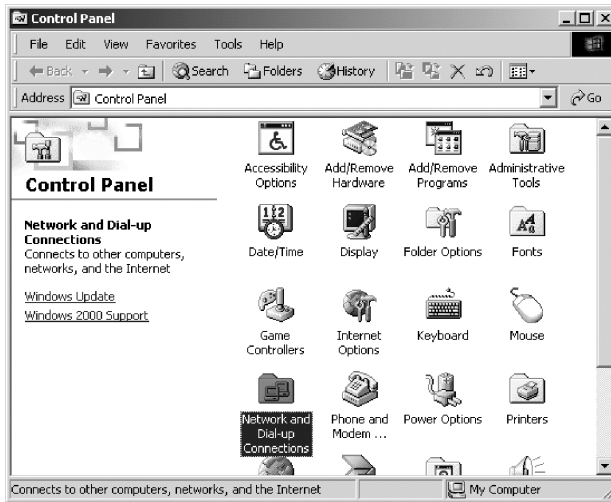 Control Panel
File Edit View Favorites Tools Help
Back Search Folders History
Address Control Panel Go
Control Panel
Network and Dial-up
Connections
Connects to other computers,
networks, and the Internet
Windows Update
Windows 2000 Support
Accessibility
Options
Add/Remove
Hardware
Add/Remove
Programs
Administrative
Tools
12
Date/Time
Display
Folder Options
Fonts
Game
Controllers
Internet
Options
Keyboard
Mouse
Network and
Dial-up
Connections
Phone and
Modem ...
Power Options
Printers
Connects to other computers, networks, and the Internet My Computer